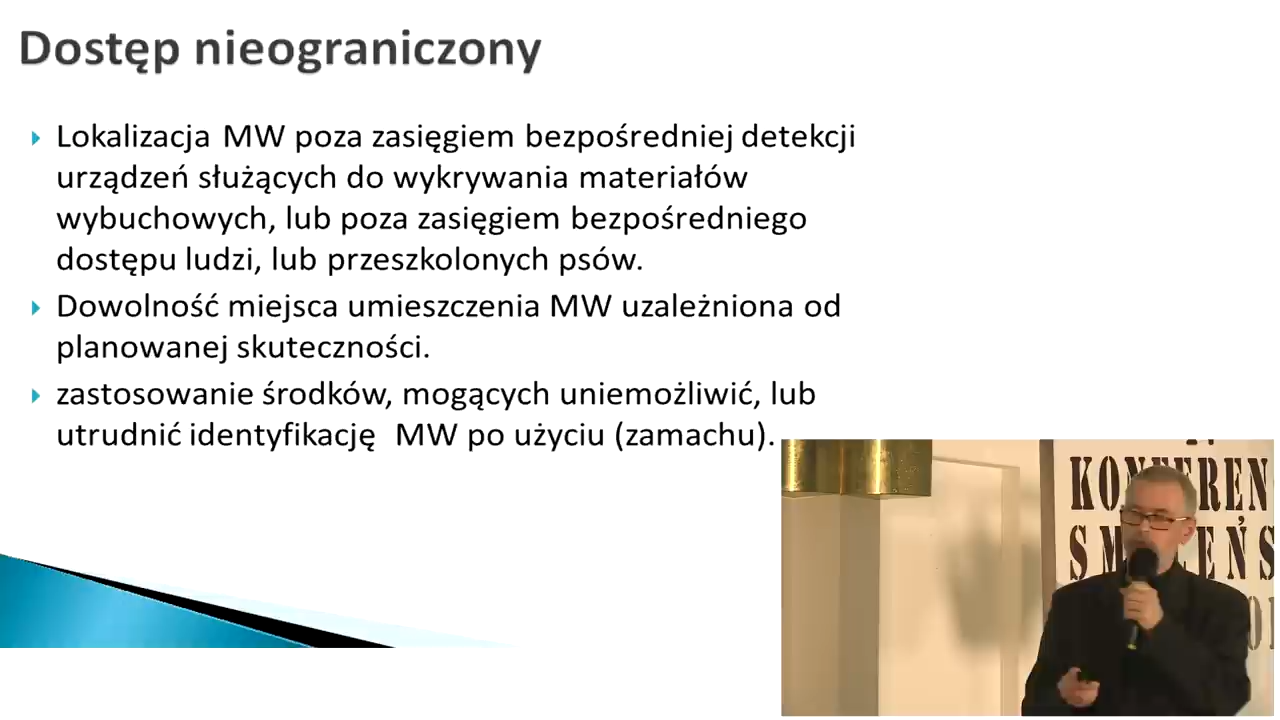 Dostęp nieograniczony
Lokalizacja MW poza zasięgiem bezpośredniej detekcji
urządzeń służących do wykrywania materiałów
wybuchowych, lub poza zasięgiem bezpośredniego
dostępu ludzi, lub przeszkolonych psów.
Dowolność miejsca umieszczenia MW uzależniona od
planowanej skuteczności.
zastosowanie środków, mogących uniemożliwić, lub
utrudnić identyfikację MW po użyciu (zamachu).